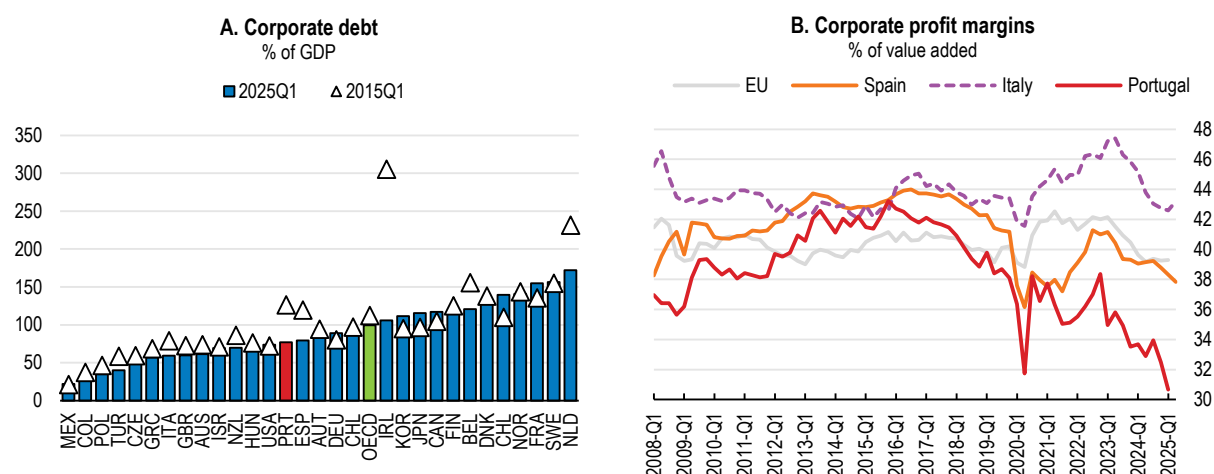 A. Corporate debt
% of GDP
2025Q1 2015Q1
350
300
250
200
150
100
50
0
MEX COL POL TUR CZE GRC ITA GBR AUS ISR NZL HUN USA PRT ESP AUT DEU CHL OECD IRL KOR JPN CAN FIN BEL DNK CHL NOR FRA SWE NLD
B. Corporate profit margins
% of value added
EU Spain Italy Portugal
48
46
44
42
40
38
36
34
32
30
2008-Q1 2009-Q1 2010-Q1 2011-Q1 2012-Q1 2013-Q1 2014-Q1 2015-Q1 2016-Q1 2017-Q1 2018-Q1 2019-Q1 2020-Q1 2021-Q1 2022-Q1 2023-Q1 2024-Q1 2025-Q1